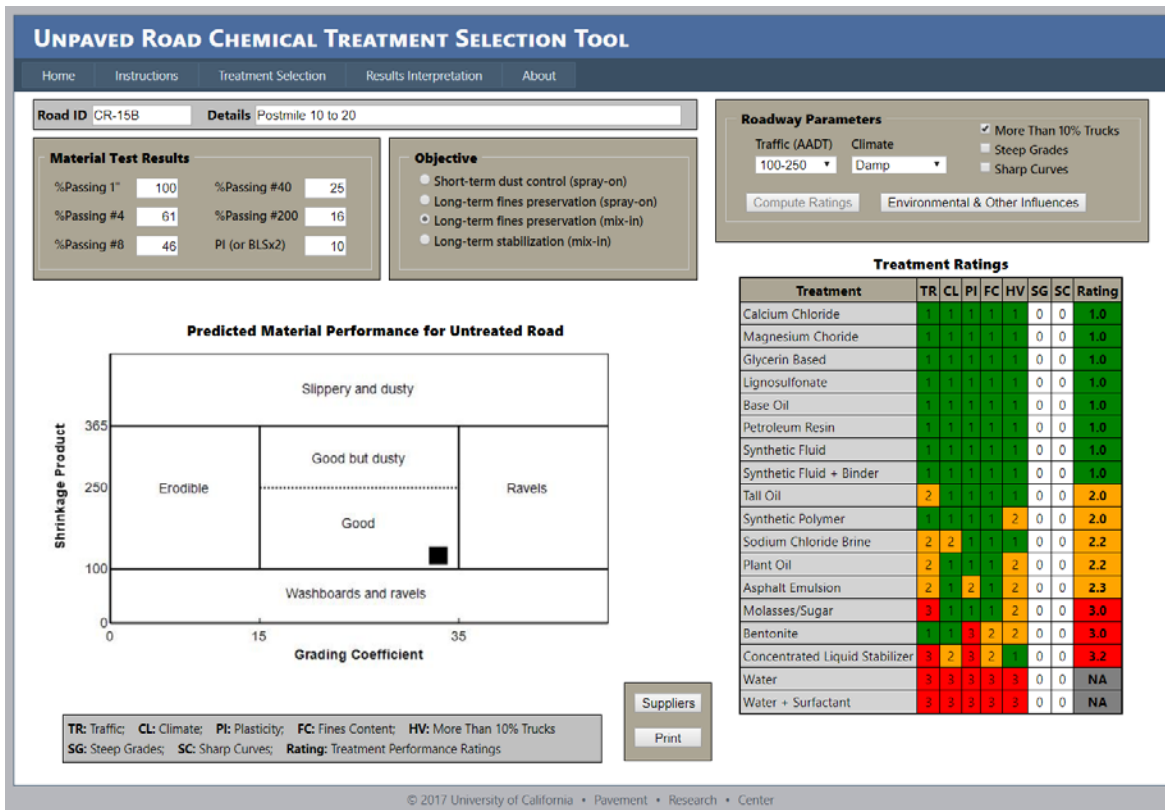 UNPAVED ROAD CHEMICAL TREATMENT SELECTION TOOL
Home Instructions Treatment Selection Results Interpretation About
Road ID CR-15B Details Postmile 10 to 20
Material Test Results
%Passing 1" 100 %Passing #40 25
%Passing #4 61 %Passing #200 16
%Passing #8 46 PI (or BLSx2) 10
Objective
Short-term dust control (spray-on)
Long-term fines preservation (spray-on)
Long-term fines preservation (mix-in)
Long-term stabilization (mix-in)
Roadway Parameters
Traffic (AADT) Climate
100-250 Damp
More Than 10% Trucks
Steep Grades
Sharp Curves
Compute Ratings Environmental & Other Influences
Predicted Material Performance for Untreated Road
Slippery and dusty
365
Good but dusty
250 Erodible Ravels
Good
100
Washboards and ravels
0
0 15 35
Shrinkage Product
Grading Coefficient
Treatment Ratings
Treatment TR CL PI FC HV SG SC Rating
Calcium Chloride 1 1 1 1 1 0 0 1.0
Magnesium Choride 1 1 1 1 1 0 0 1.0
Glycerin Based 1 1 1 1 1 0 0 1.0
Lignosulfonate 1 1 1 1 1 0 0 1.0
Base Oil 1 1 1 1 1 0 0 1.0
Petroleum Resin 1 1 1 1 1 0 0 1.0
Synthetic Fluid 1 1 1 1 1 0 0 1.0
Synthetic Fluid + Binder 1 1 1 1 1 0 0 1.0
Tall Oil 2 1 1 1 1 0 0 2.0
Synthetic Polymer 1 1 1 1 2 0 0 2.0
Sodium Chloride Brine 2 2 1 1 1 0 0 2.2
Plant Oil 2 1 1 1 2 0 0 2.2
Asphalt Emulsion 2 1 2 1 2 0 0 2.3
Molasses/Sugar 3 1 1 1 2 0 0 3.0
Bentonite 1 1 3 2 2 0 0 3.0
Concentrated Liquid Stabilizer 3 2 3 2 1 0 0 3.2
Water 3 3 3 3 3 0 0 NA
Water + Surfactant 3 3 3 3 3 0 0 NA
Suppliers
Print
TR: Traffic; CL: Climate; PI: Plasticity; FC: Fines Content; HV: More Than 10% Trucks
SG: Steep Grades; SC: Sharp Curves; Rating: Treatment Performance Ratings
© 2017 University of California • Pavement • Research • Center